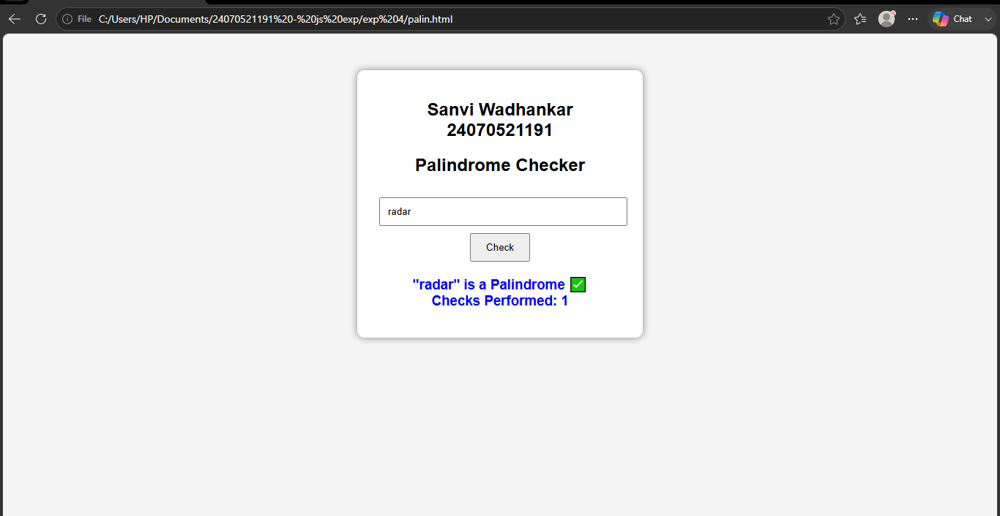 File C:/Users/HP/Documents/24070521191%20-%20js%20exp/exp%204/palin.html
Chat
Sanvi Wadhankar
24070521191
Palindrome Checker
radar
Check
"radar" is a Palindrome ✅
Checks Performed: 1